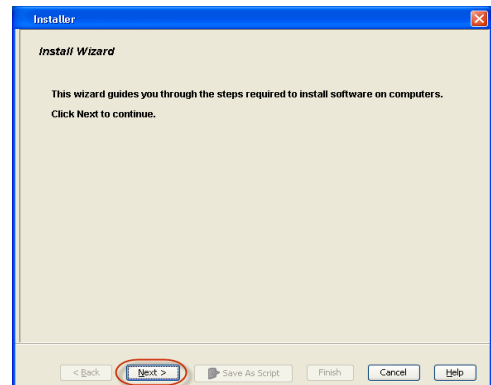 Installer
Install Wizard
This wizard guides you through the steps required to install software on computers.
Click Next to continue.
< Back Next > Save As Script Finish Cancel Help